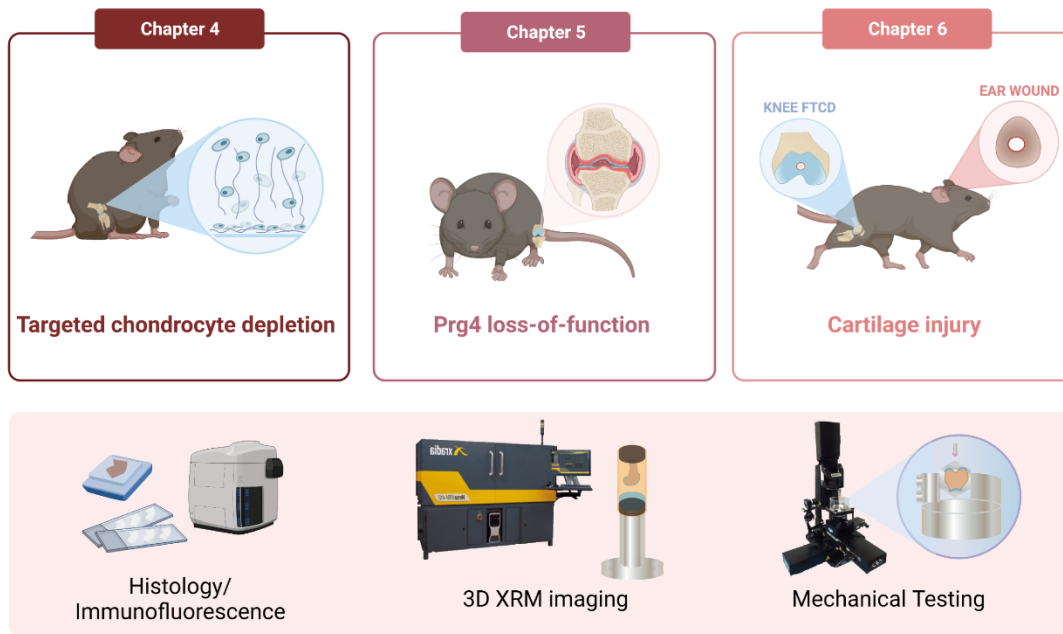 Chapter 4
Chapter 5
Chapter 6
KNEE FTCD
EAR WOUND
Targeted chondrocyte depletion
Prg4 loss-of-function
Cartilage injury
xradia
Histology/
Immunofluorescence
3D XRM imaging
Mechanical Testing